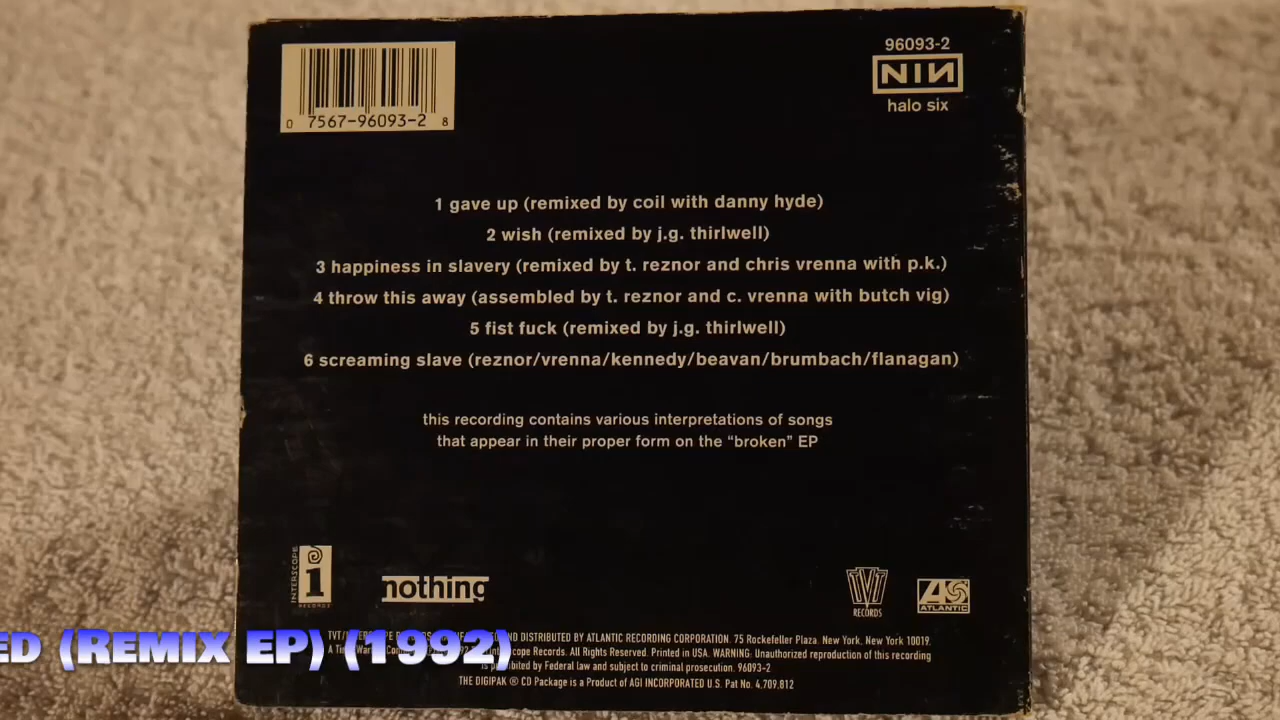 96093-2
NIN
halo six
0 7567-96093-2 8
1 gave up (remixed by coil with danny hyde)
2 wish (remixed by j.g. thirlwell)
3 happiness in slavery (remixed by t. reznor and chris vrenna with p.k.)
4 throw this away (assembled by t. reznor and c. vrenna with butch vig)
5 fist fuck (remixed by j.g. thirlwell)
6 screaming slave (reznor/vrenna/kennedy/beavan/brumbach/flanagan)
this recording contains various interpretations of songs
that appear in their proper form on the "broken" EP
INTERSCOPE
RECORDS
nothing
TVT
RECORDS
ATLANTIC
ED (REMIX EP) (1992)
DISTRIBUTED BY ATLANTIC RECORDING CORPORATION. 75 Rockefeller Plaza. New York, New York 10019.
Records. All Rights Reserved. Printed in USA. WARNING: Unauthorized reproduction of this recording
by Federal law and subject to criminal prosecution. 96093-2
THE DIGIPAK ® CD Package is a Product of AGI INCORPORATED U.S. Pat No. 4.709.812